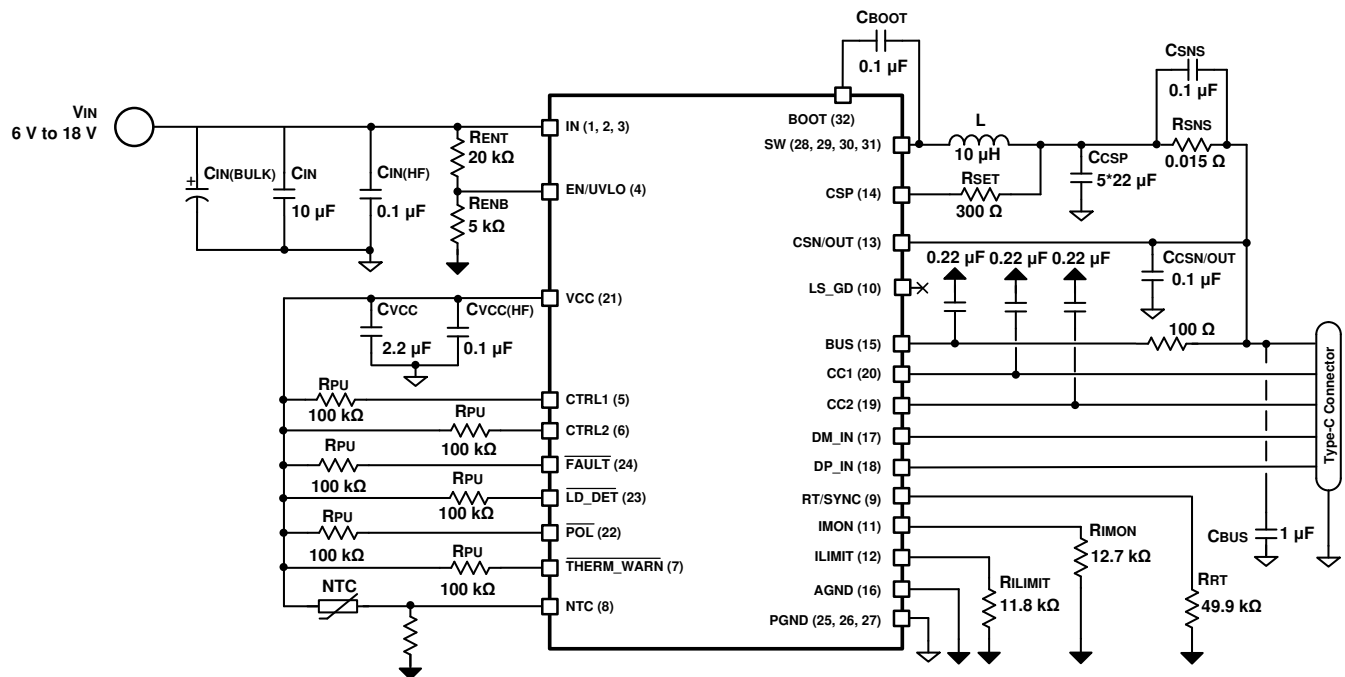 CBOOT
0.1 µF
CSNS
0.1 µF
VIN
6 V to 18 V
IN (1, 2, 3)
BOOT (32)
SW (28, 29, 30, 31)
L
10 µH
RSNS
0.015 Ω
RENT
20 kΩ
CIN(BULK)
CIN
10 µF
CIN(HF)
0.1 µF
EN/UVLO (4)
RENB
5 kΩ
CSP (14)
RSET
300 Ω
CCSP
5*22 µF
CSN/OUT (13)
CCSN/OUT
0.1 µF
0.22 µF
0.22 µF
0.22 µF
LS_GD (10)
VCC (21)
CVCC
2.2 µF
CVCC(HF)
0.1 µF
BUS (15)
100 Ω
CC1 (20)
CC2 (19)
DM_IN (17)
DP_IN (18)
RT/SYNC (9)
IMON (11)
ILIMIT (12)
AGND (16)
PGND (25, 26, 27)
Type-C Connector
CBUS
1 µF
RIMON
12.7 kΩ
RILIMIT
11.8 kΩ
RRT
49.9 kΩ
RPU
100 kΩ
CTRL1 (5)
RPU
100 kΩ
CTRL2 (6)
RPU
100 kΩ
FAULT (24)
RPU
100 kΩ
LD_DET (23)
RPU
100 kΩ
POL (22)
RPU
100 kΩ
THERM_WARN (7)
NTC
NTC (8)